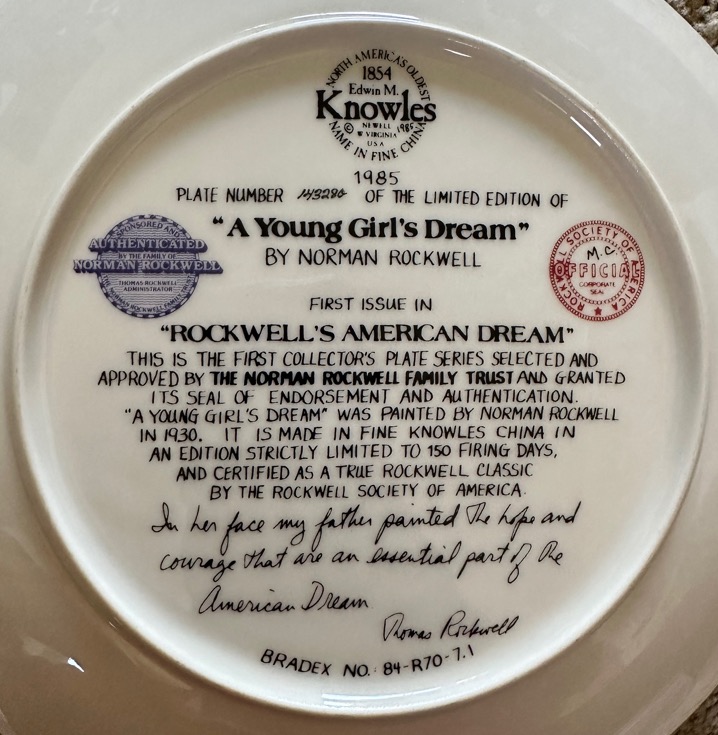 NORTH AMERICA'S OLDEST
1854
Edwin M.
Knowles
© NEWELL 1985
W VIRGINIA
USA
NAME IN FINE CHINA
1985
PLATE NUMBER OF THE LIMITED EDITION OF
"A Young Girl's Dream"
BY NORMAN ROCKWELL
SPONSORED AND
AUTHENTICATED
BY THE FAMILY OF
NORMAN ROCKWELL
THOMAS ROCKWELL
ADMINISTRATOR
ROCKWELL SOCIETY OF AMERICA
M.C.
OFFICIAL
CORPORATE
SEAL
FIRST ISSUE IN
"ROCKWELL'S AMERICAN DREAM"
THIS IS THE FIRST COLLECTOR'S PLATE SERIES SELECTED AND
APPROVED BY THE NORMAN ROCKWELL FAMILY TRUST AND GRANTED
ITS SEAL OF ENDORSEMENT AND AUTHENTICATION.
"A YOUNG GIRL'S DREAM" WAS PAINTED BY NORMAN ROCKWELL
IN 1930. IT IS MADE IN FINE KNOWLES CHINA IN
AN EDITION STRICTLY LIMITED TO 150 FIRING DAYS,
AND CERTIFIED AS A TRUE ROCKWELL CLASSIC
BY THE ROCKWELL SOCIETY OF AMERICA.
In her face my father painted the hope and
courage that are an essential part of the
American Dream
Thomas Rockwell
BRADEX NO. 84-R70-7.1